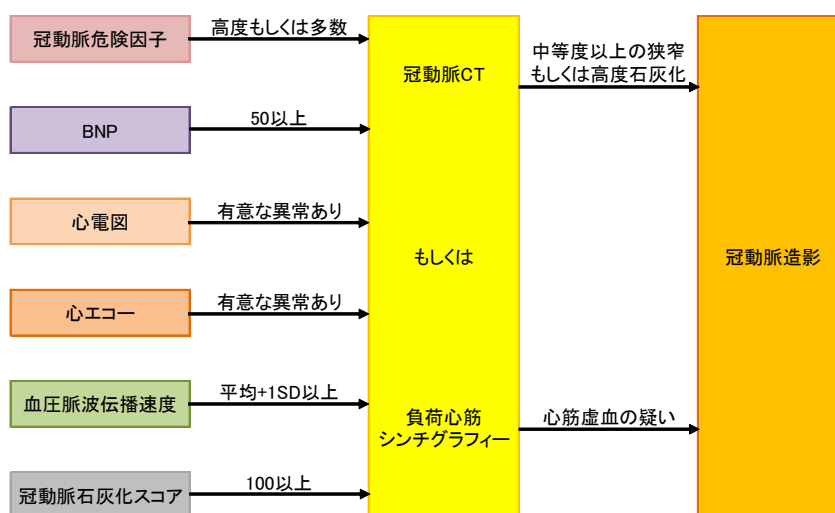 冠動脈危険因子
高度もしくは多数
BNP
50以上
心電図
有意な異常あり
心エコー
有意な異常あり
血圧脈波伝播速度
平均+1SD以上
冠動脈石灰化スコア
100以上
冠動脈CT
もしくは
負荷心筋
シンチグラフィー
中等度以上の狭窄
もしくは高度石灰化
心筋虚血の疑い
冠動脈造影